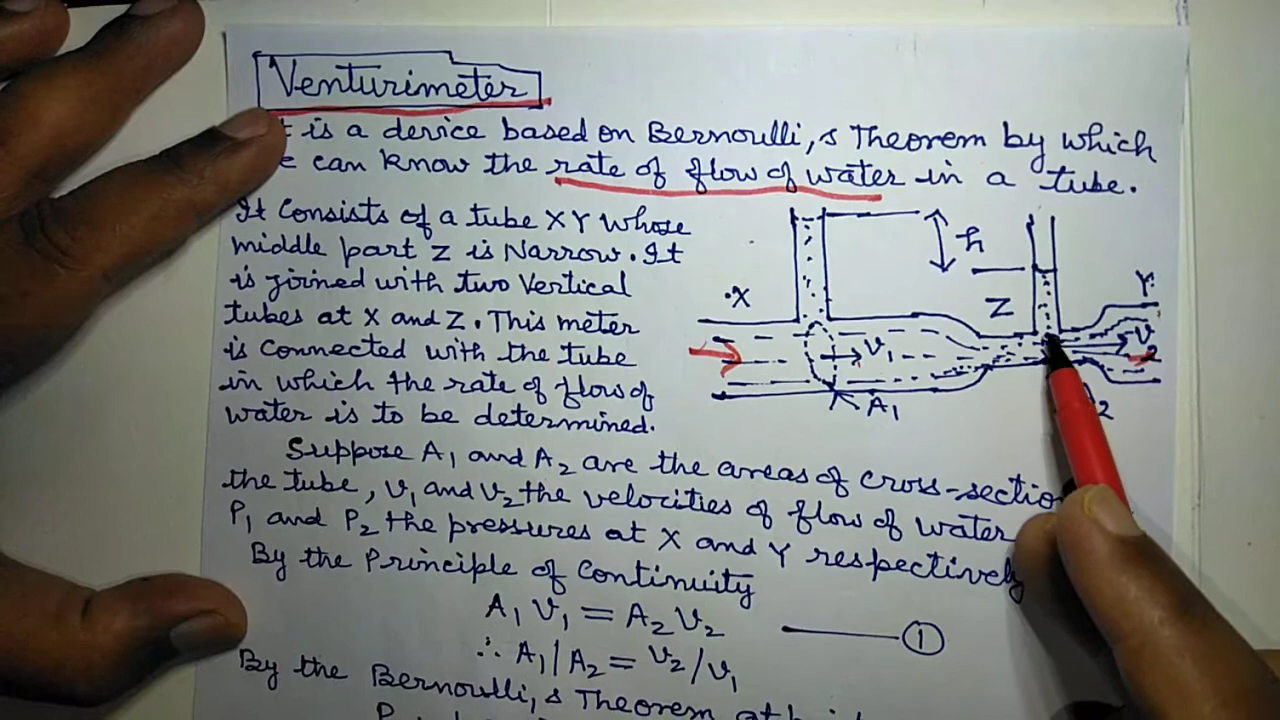 Venturimeter
is a device based on Bernoulli,s Theorem by which
can know the rate of flow of water in a tube.
It consists of a tube XY whose
middle part Z is Narrow. It
is joined with two Vertical
tubes at X and Z. This meter
is connected with the tube
in which the rate of flow of
water is to be determined.
h
.X
Z
Y
V1
V2
A1
2
Suppose A1 and A2 are the areas of cross-section
the tube, V1 and V2 the velocities of flow of water
P1 and P2 the pressures at X and Y respectively
By the Principle of Continuity
A1 V1 = A2 V2 ①
∴ A1/A2 = V2/V1
By the Bernoulli,s Theorem